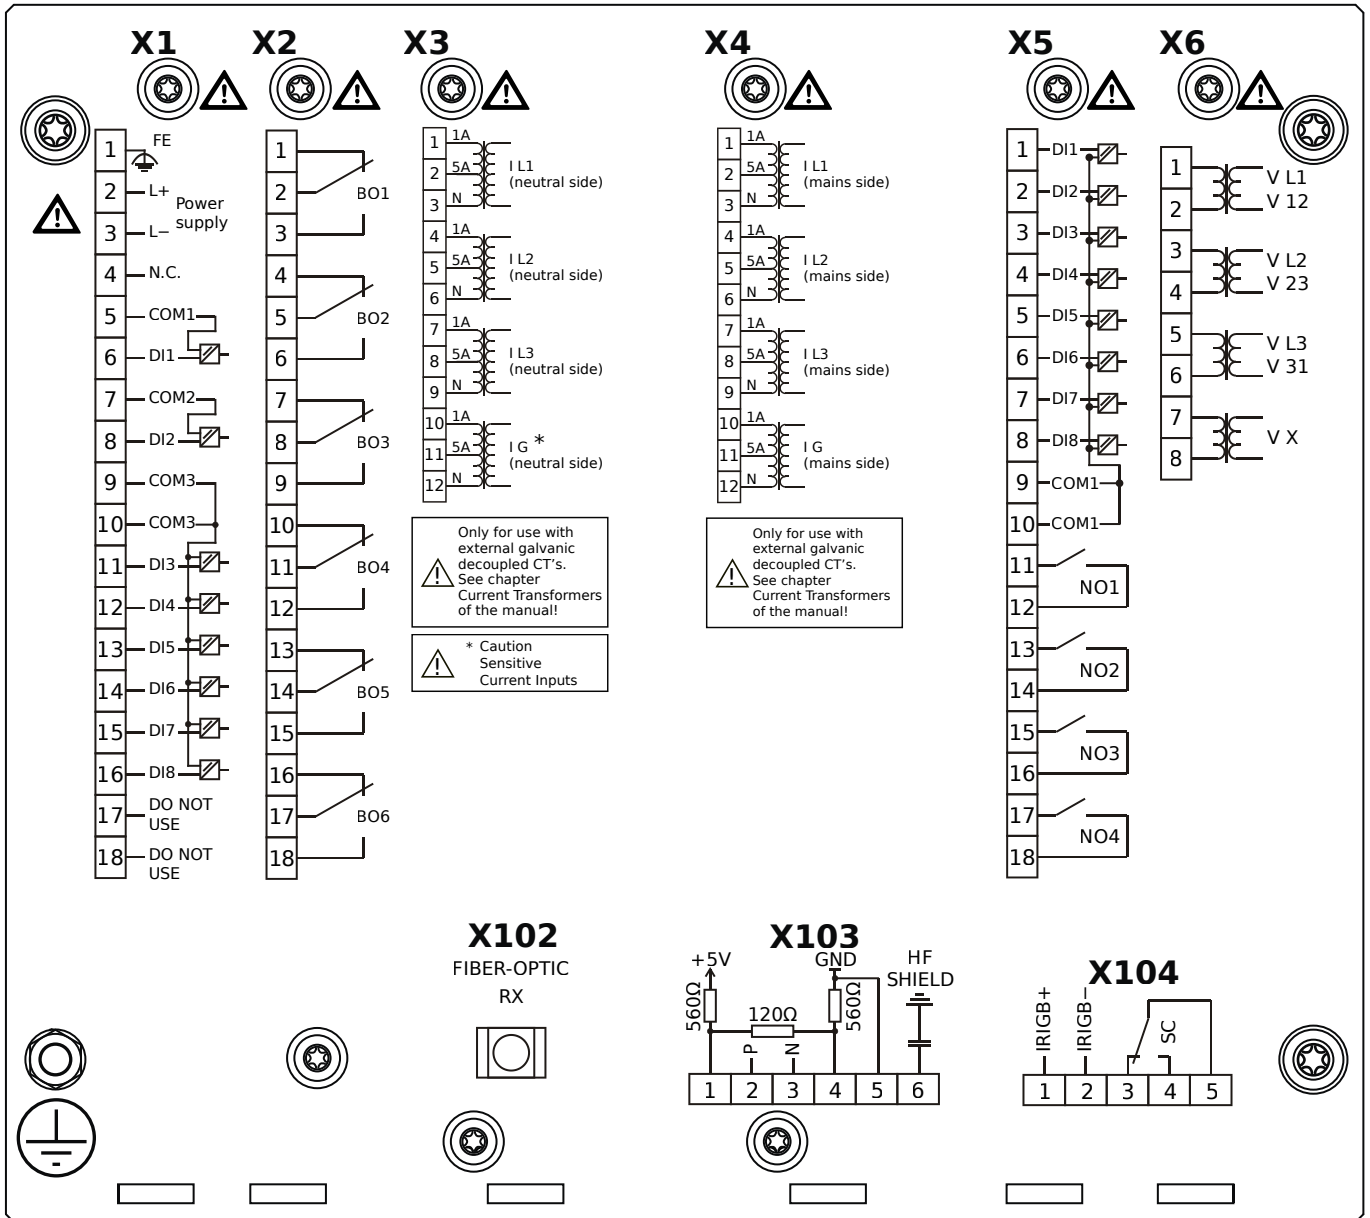 X1
X2
X3
X4
X5
X6
1
FE
2
L+
Power
supply
3
L−
4
N.C.
5
COM1
6
DI1
7
COM2
8
DI2
9
COM3
10
COM3
11
DI3
12
DI4
13
DI5
14
DI6
15
DI7
16
DI8
17
DO NOT
USE
18
DO NOT
USE
1
2
BO1
3
4
5
BO2
6
7
8
BO3
9
10
11
BO4
12
13
14
BO5
15
16
17
BO6
18
1
1A
2
5A
I L1
(neutral side)
3
N
4
1A
5
5A
I L2
(neutral side)
6
N
7
1A
8
5A
I L3
(neutral side)
9
N
10
1A
11
5A
I G *
(neutral side)
12
N
Only for use with
external galvanic
decoupled CT's.
See chapter
Current Transformers
of the manual!
* Caution
Sensitive
Current Inputs
1
1A
2
5A
I L1
(mains side)
3
N
4
1A
5
5A
I L2
(mains side)
6
N
7
1A
8
5A
I L3
(mains side)
9
N
10
1A
11
5A
I G
(mains side)
12
N
Only for use with
external galvanic
decoupled CT's.
See chapter
Current Transformers
of the manual!
1
DI1
2
DI2
3
DI3
4
DI4
5
DI5
6
DI6
7
DI7
8
DI8
9
COM1
10
COM1
11
NO1
12
13
NO2
14
15
NO3
16
17
NO4
18
1
V L1
2
V 12
3
V L2
4
V 23
5
V L3
6
V 31
7
V X
8
X102
FIBER-OPTIC
RX
X103
+5V
GND
HF
SHIELD
560Ω
120Ω
560Ω
P
N
1 2 3 4 5 6
X104
IRIGB+
IRIGB−
SC
1 2 3 4 5